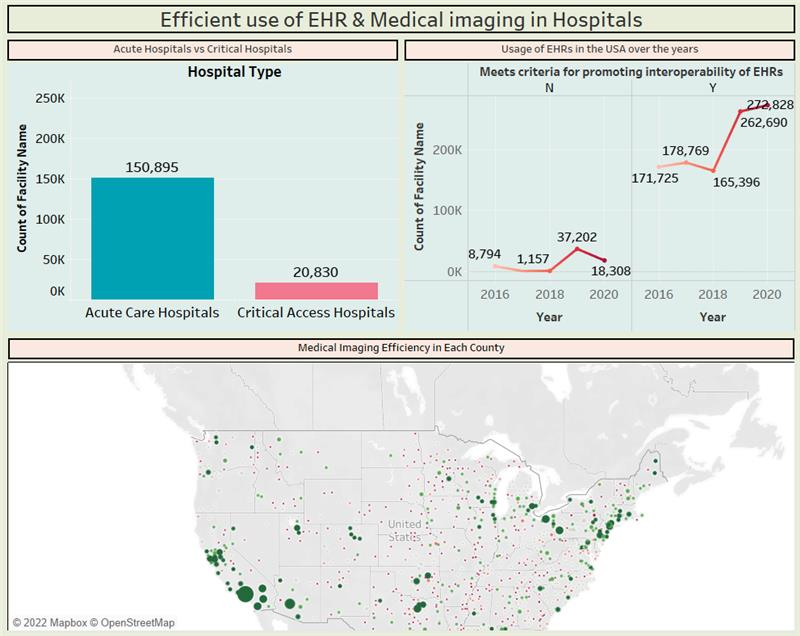 Efficient use of EHR & Medical imaging in Hospitals
Acute Hospitals vs Critical Hospitals
Hospital Type
Count of Facility Name
250K
200K
150K
100K
50K
0K
150,895
20,830
Acute Care Hospitals
Critical Access Hospitals
Usage of EHRs in the USA over the years
Meets criteria for promoting interoperability of EHRs
N
Y
Count of Facility Name
200K
100K
0K
8,794
1,157
37,202
18,308
171,725
178,769
165,396
272,828
262,690
2016
2018
2020
2016
2018
2020
Year
Year
Medical Imaging Efficiency in Each County
United
States
© 2022 Mapbox © OpenStreetMap